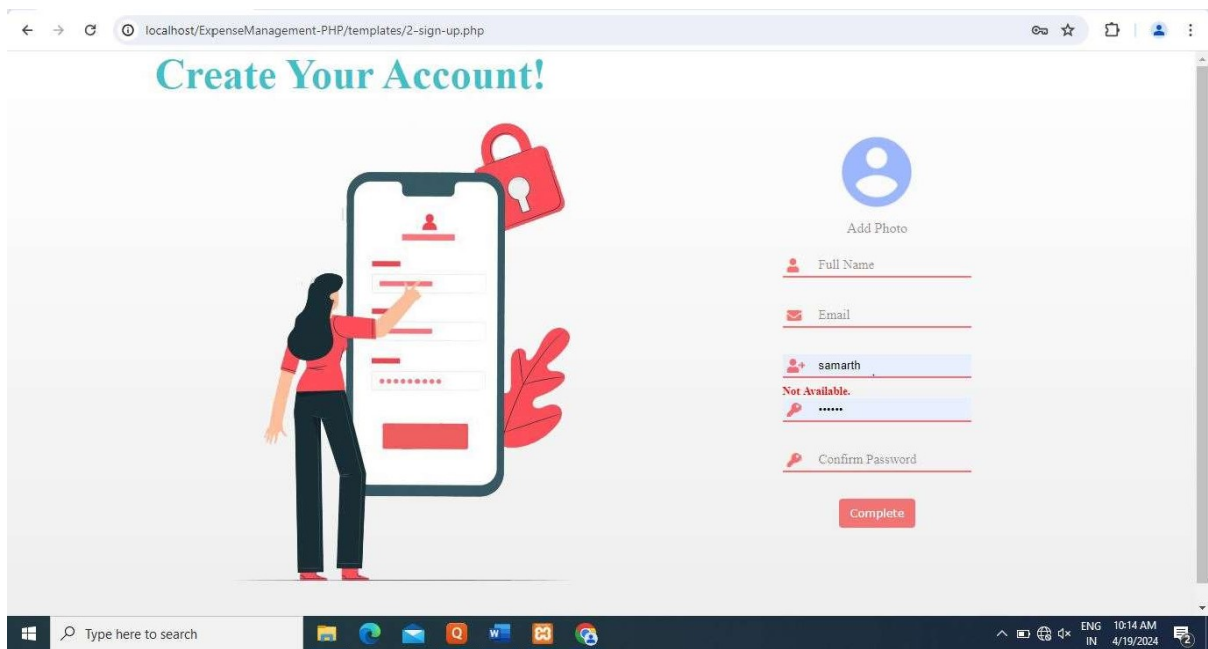 localhost/ExpenseManagement-PHP/templates/2-sign-up.php
Create Your Account!
Add Photo
Full Name
Email
samarth
Not Available.
••••••
Confirm Password
Complete
Type here to search
ENG 10:14 AM
IN 4/19/2024
2